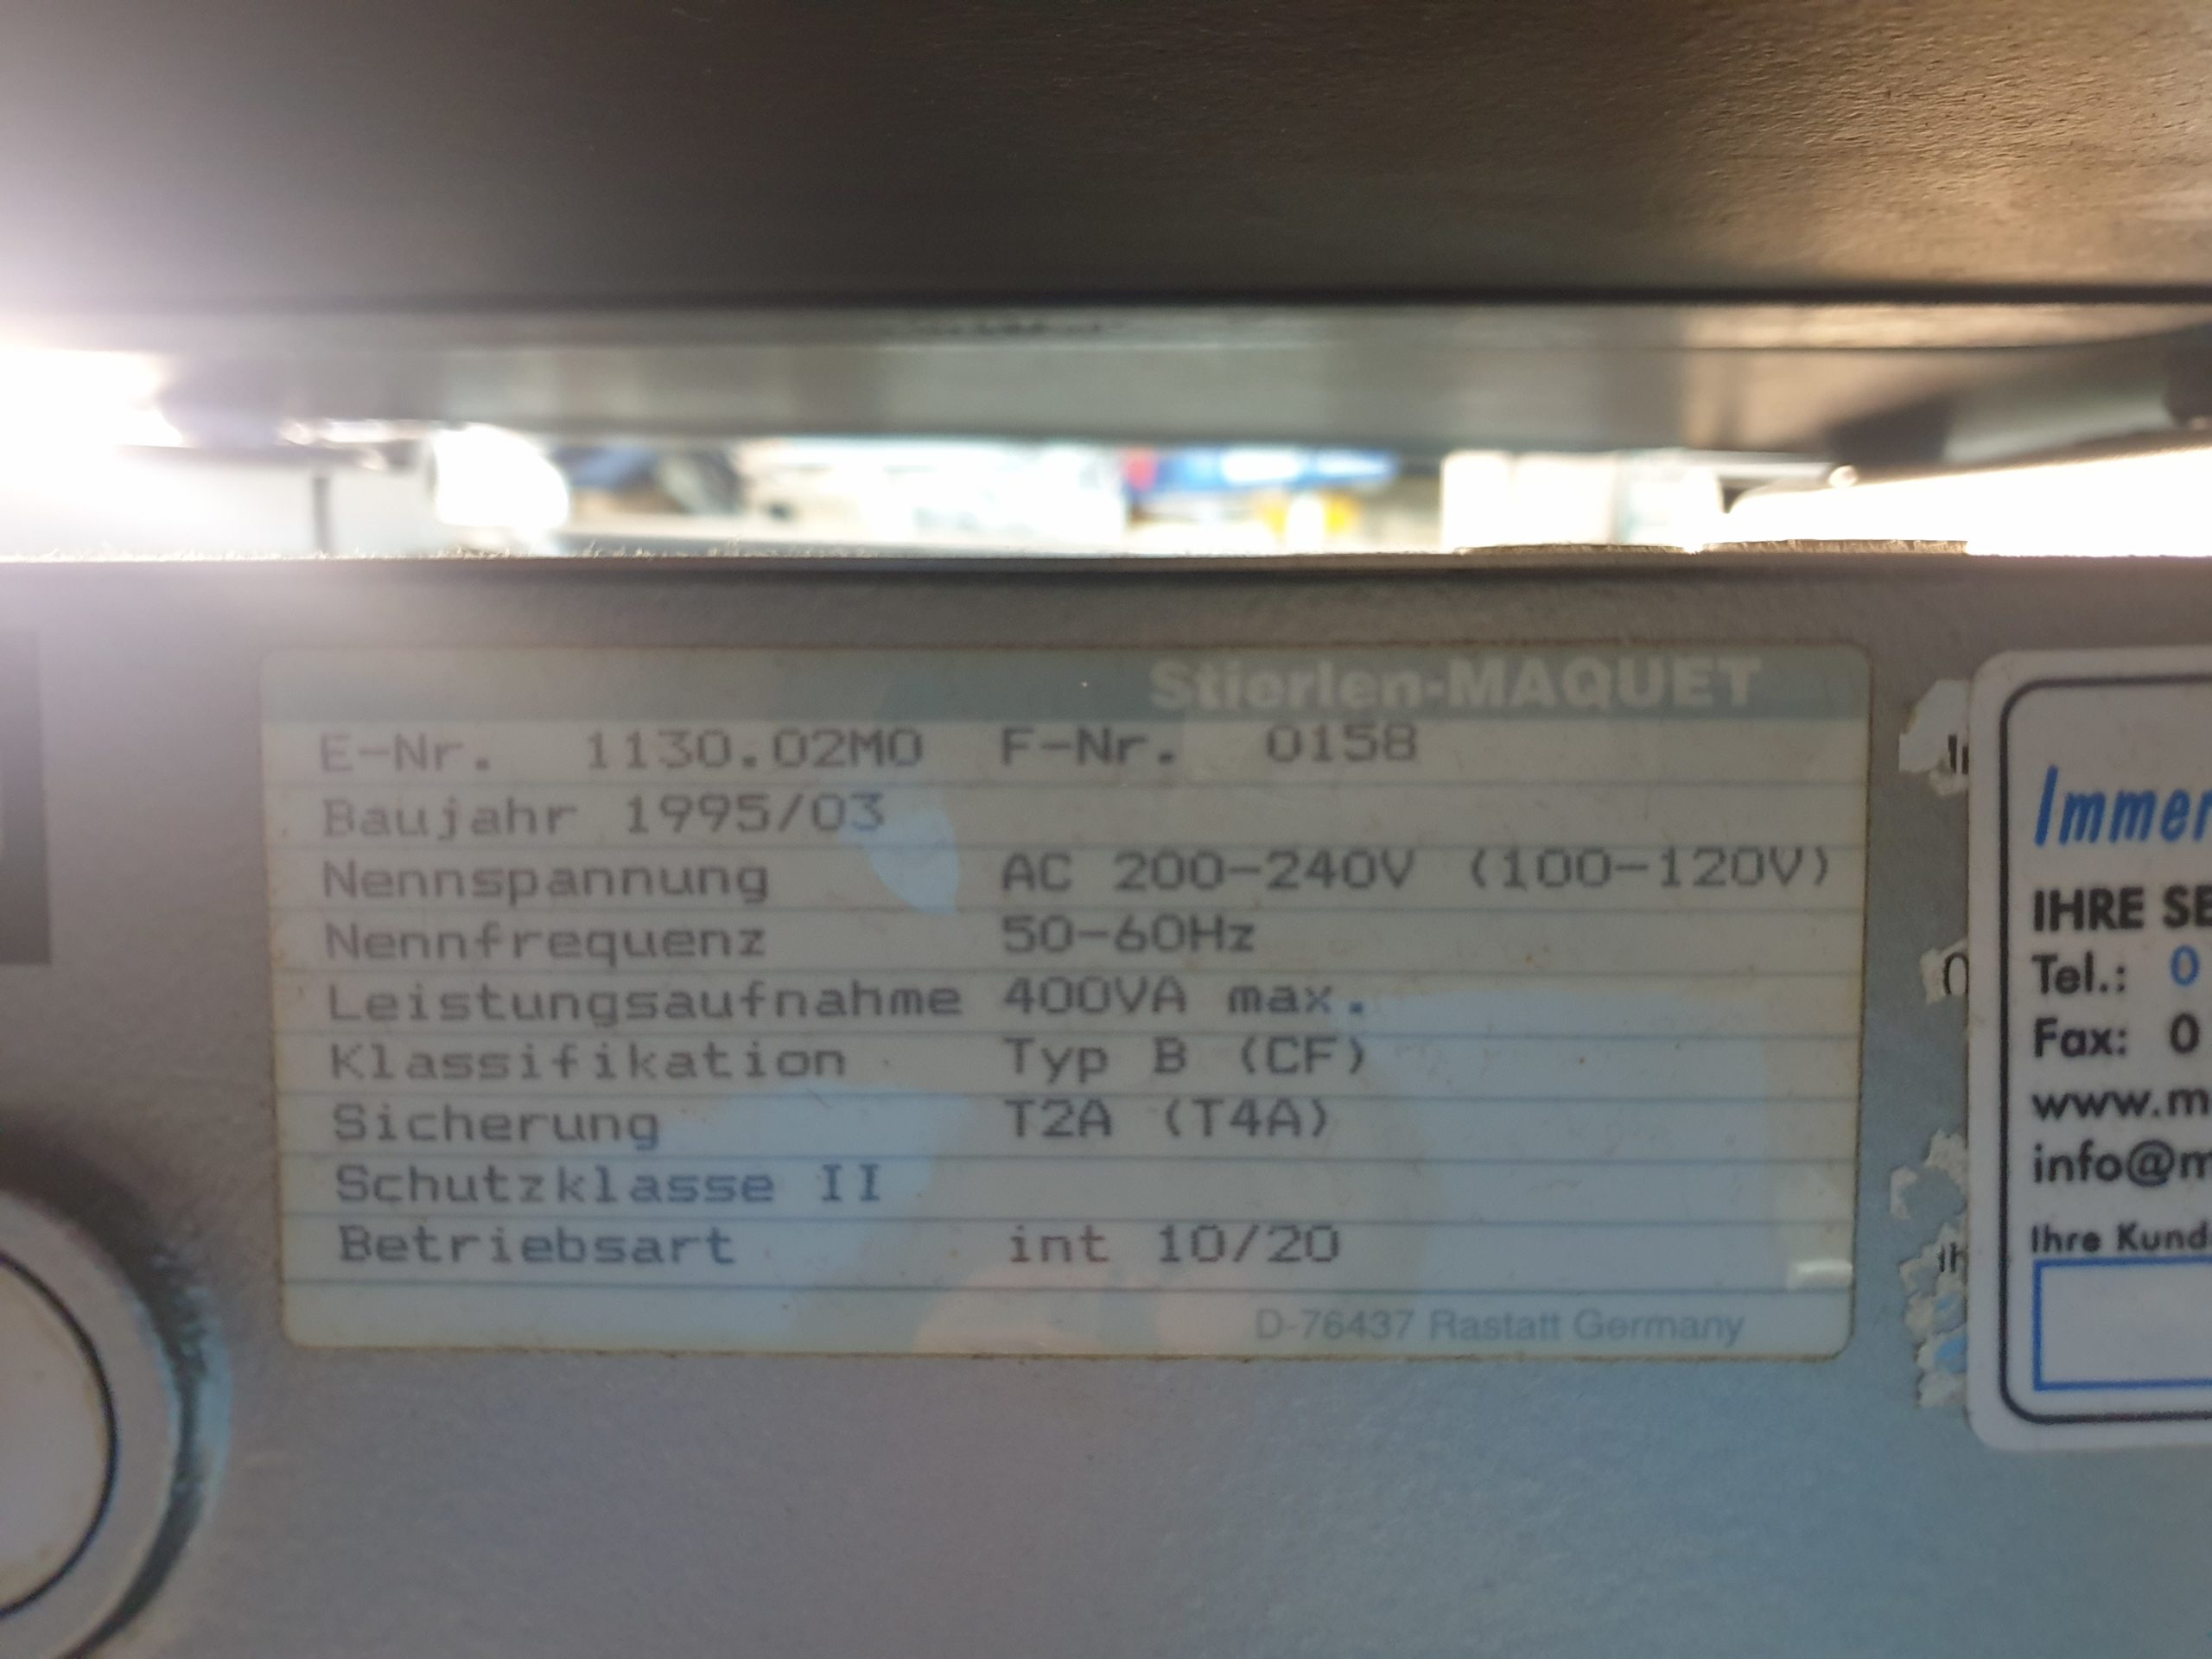 Stierlen-MAQUET
E-Nr. 1130.02M0 F-Nr. 0158
Baujahr 1995/03
Nennspannung AC 200-240V (100-120V)
Nennfrequenz 50-60Hz
Leistungsaufnahme 400VA max.
Klassifikation Typ B (CF)
Sicherung T2A (T4A)
Schutzklasse II
Betriebsart int 10/20
D-76437 Rastatt Germany
Immer
IHRE SE
Tel.: 0
Fax: 0
www.m
info@m
Ihre Kund